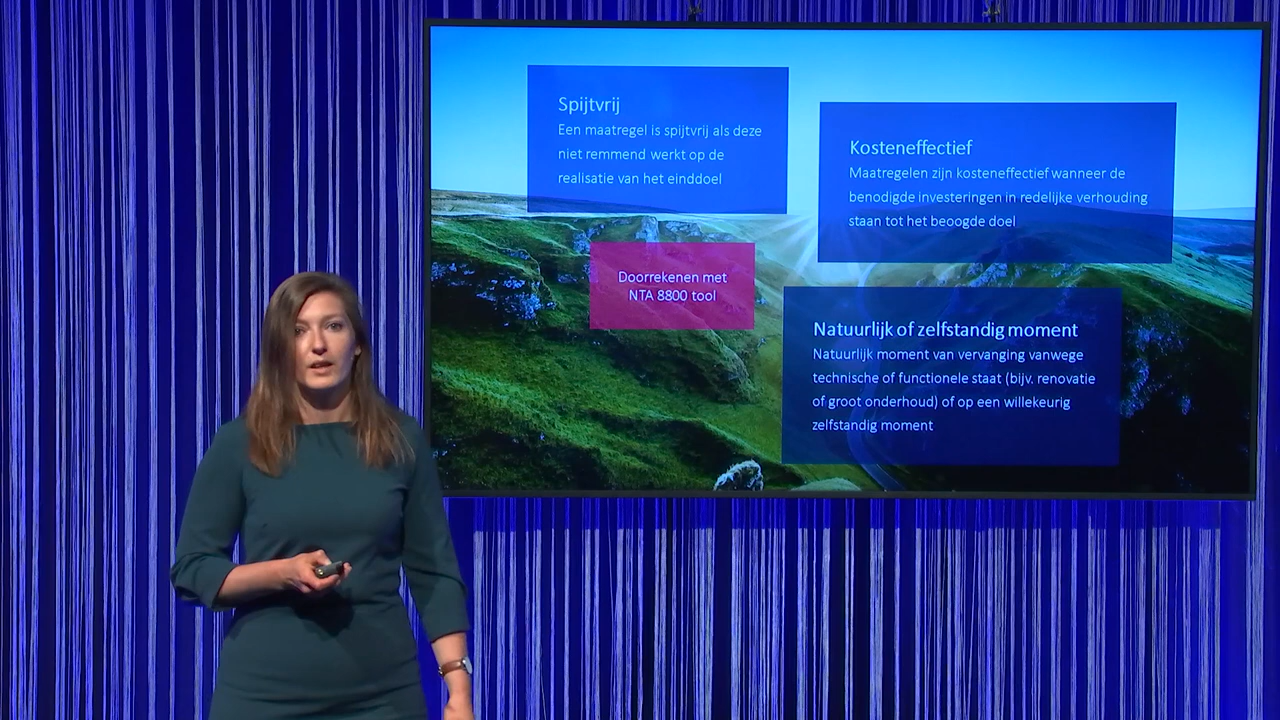 Spijtvrij
Een maatregel is spijtvrij als deze
niet remmend werkt op de
realisatie van het einddoel
Kosteneffectief
Maatregelen zijn kosteneffectief wanneer de
benodigde investeringen in redelijke verhouding
staan tot het beoogde doel
Doorrekenen met
NTA 8800 tool
Natuurlijk of zelfstandig moment
Natuurlijk moment van vervanging vanwege
technische of functionele staat (bijv. renovatie
of groot onderhoud) of op een willekeurig
zelfstandig moment